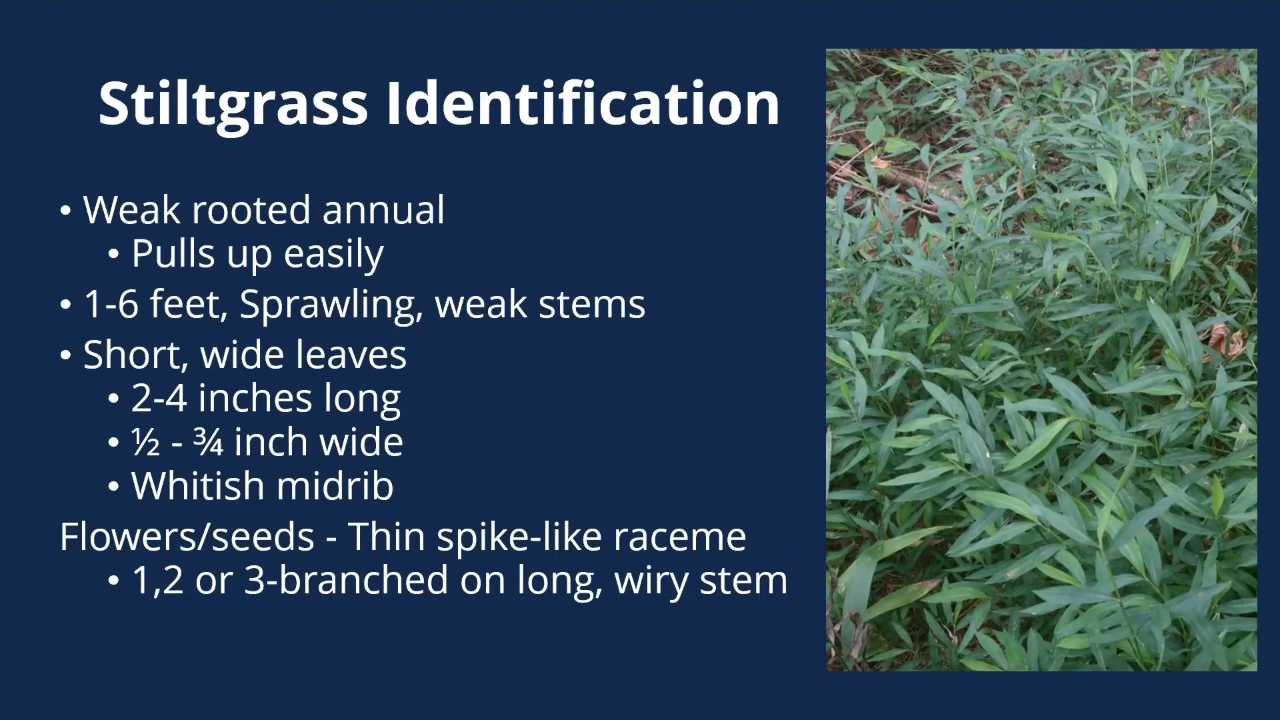 Stiltgrass Identification
• Weak rooted annual
• Pulls up easily
• 1-6 feet, Sprawling, weak stems
• Short, wide leaves
• 2-4 inches long
• ½ - ¾ inch wide
• Whitish midrib
Flowers/seeds - Thin spike-like raceme
• 1,2 or 3-branched on long, wiry stem